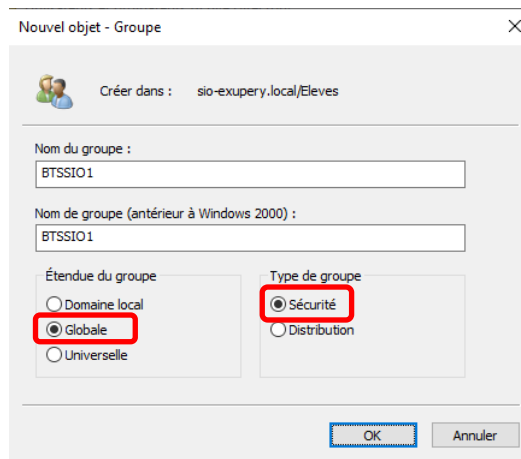 Nouvel objet - Groupe
Créer dans : sio-exupery.local/Eleves
Nom du groupe :
BTSSIO1
Nom de groupe (antérieur à Windows 2000) :
BTSSIO1
Étendue du groupe
Domaine local
Globale
Universelle
Type de groupe
Sécurité
Distribution
OK
Annuler